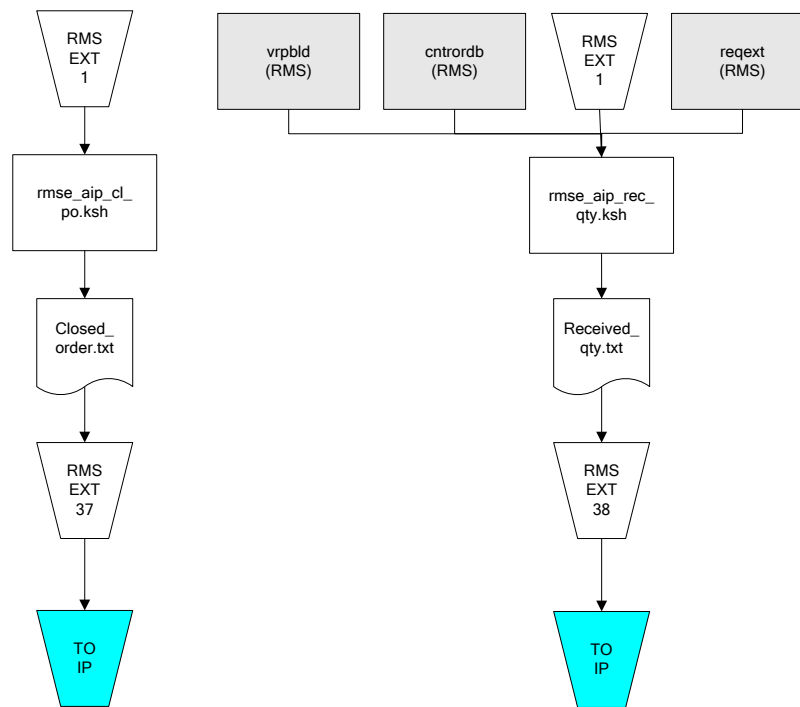 RMS
EXT
1
rmse_aip_cl_
po.ksh
Closed_
order.txt
RMS
EXT
37
TO
IP
vrpbld
(RMS)
cntrordb
(RMS)
RMS
EXT
1
reqext
(RMS)
rmse_aip_rec_
qty.ksh
Received_
qty.txt
RMS
EXT
38
TO
IP